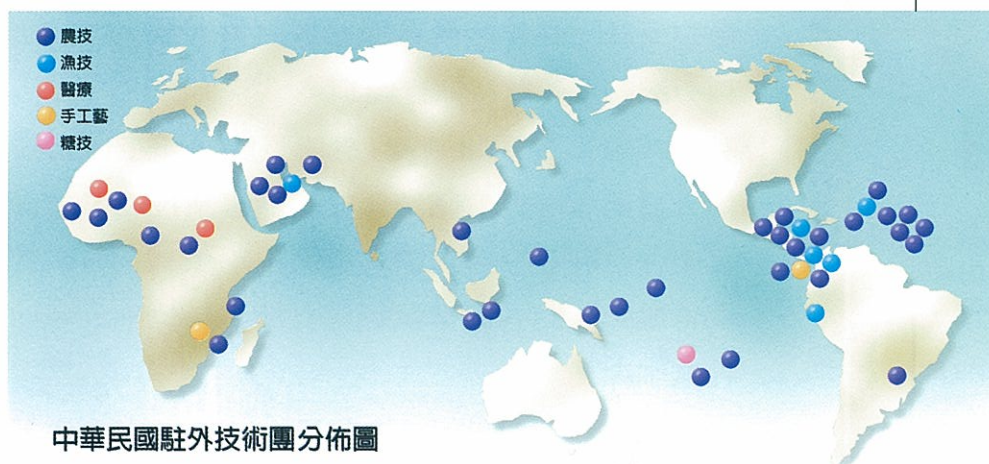 農技
漁技
醫療
手工藝
糖技
中華民國駐外技術團分佈圖